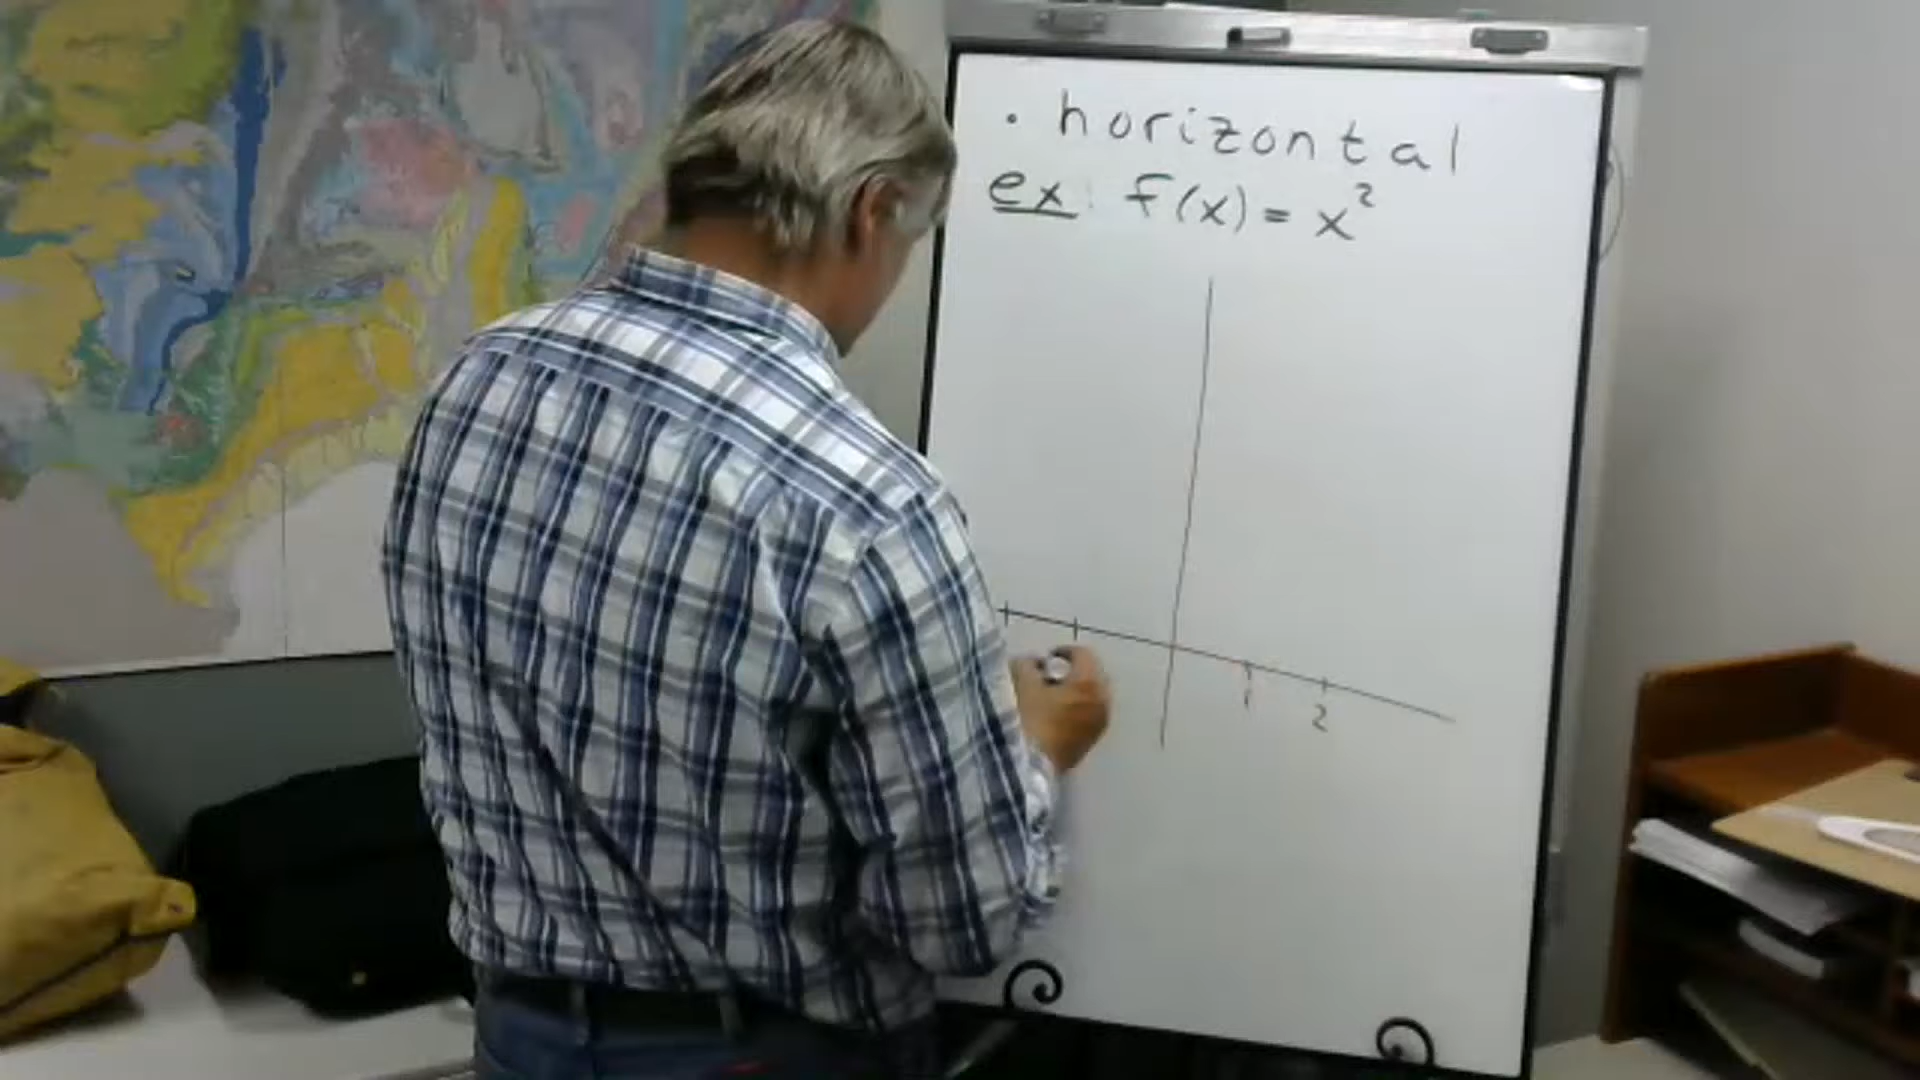 • horizontal
ex: f(x) = x²
1 2